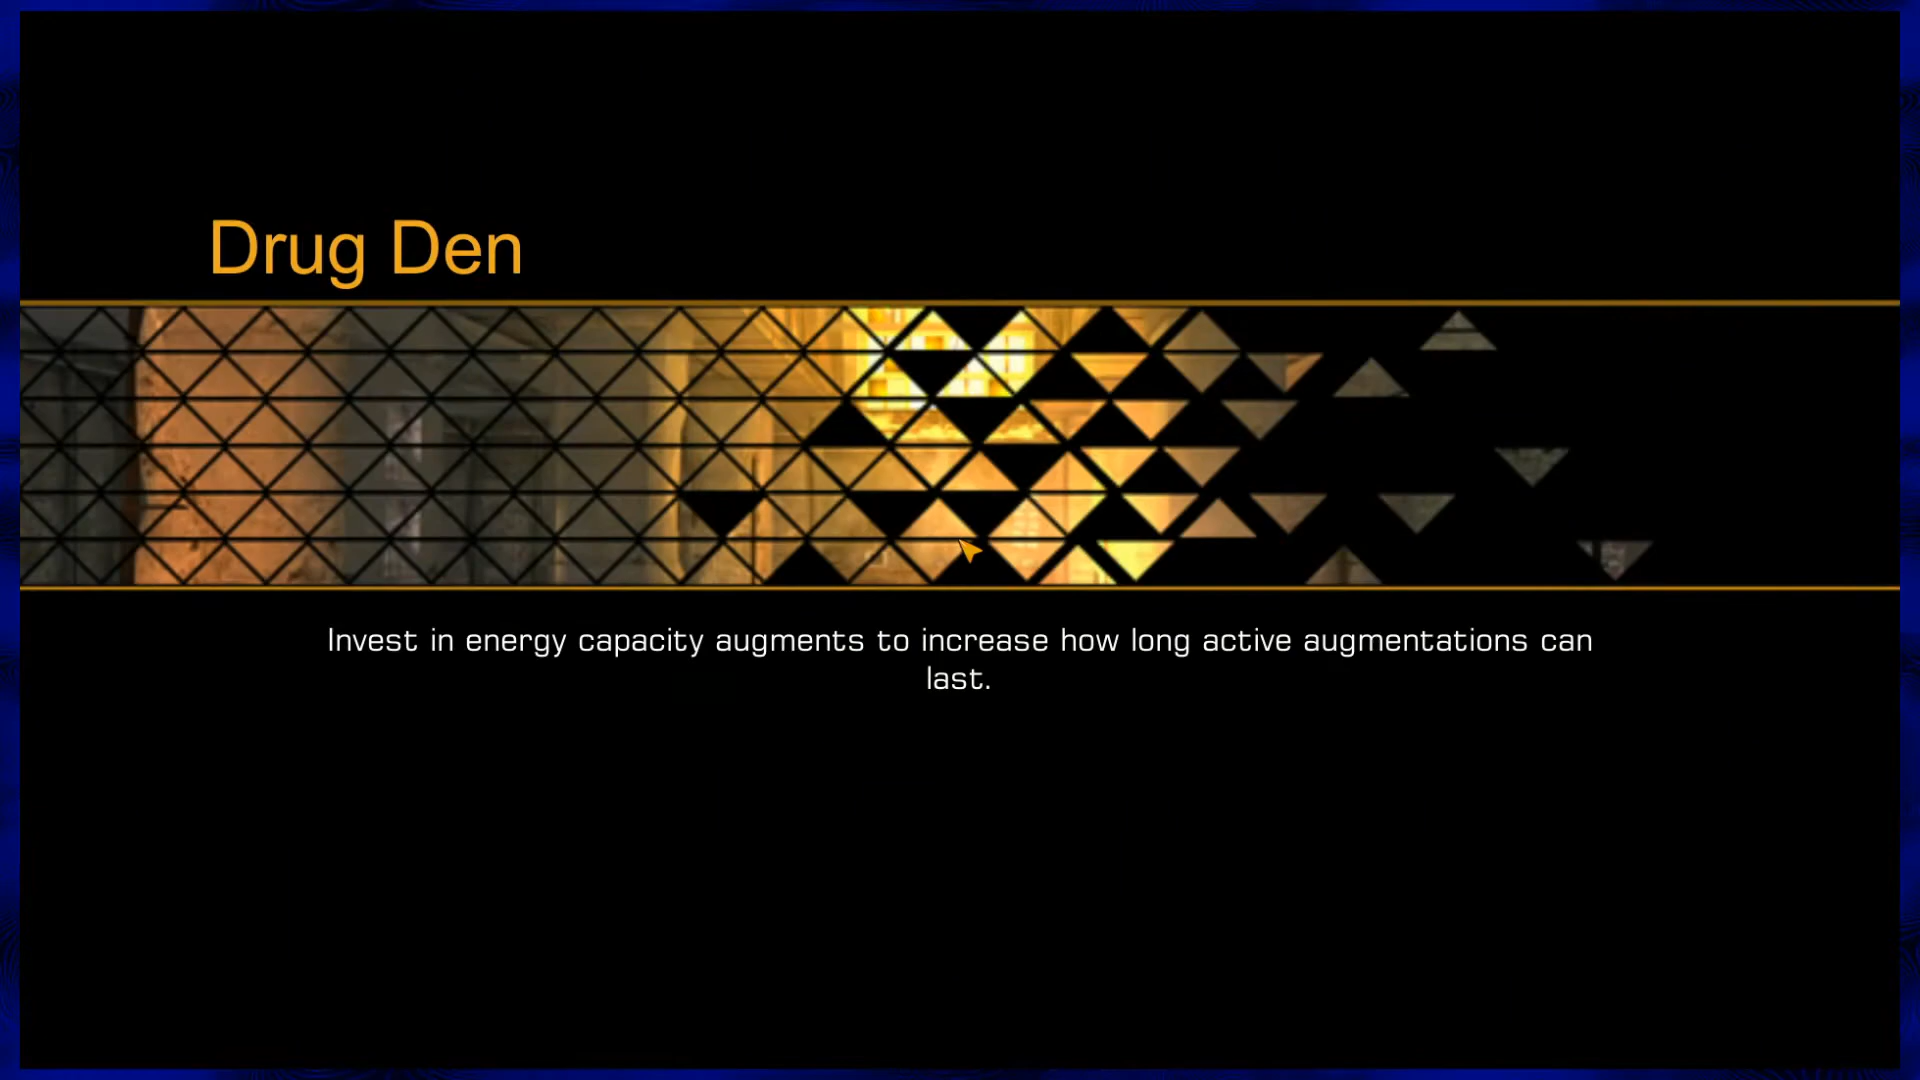 Drug Den
Invest in energy capacity augments to increase how long active augmentations can
last.